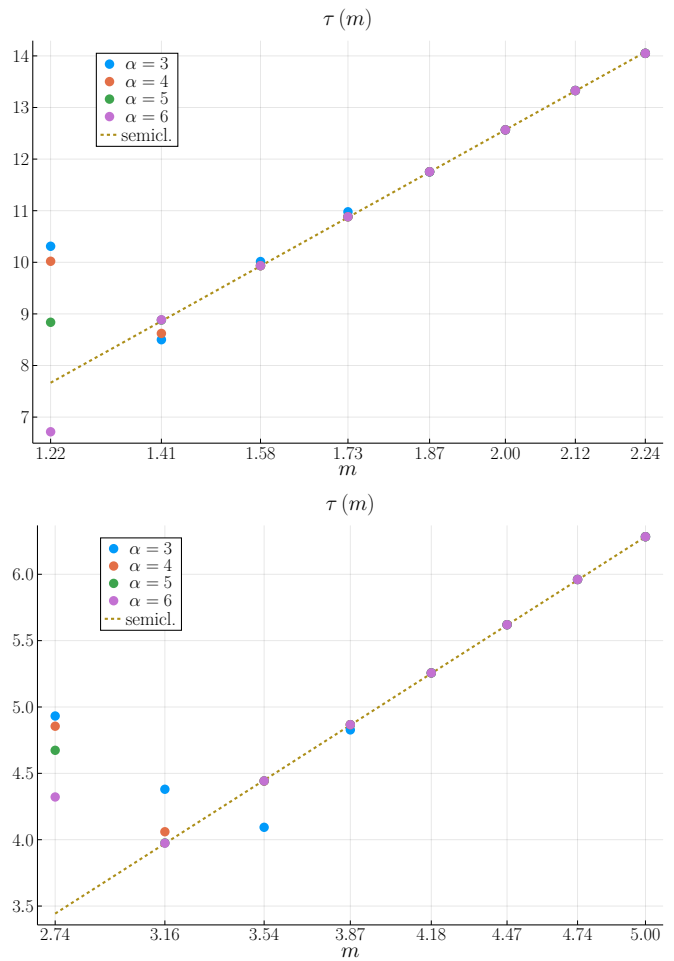 τ (m)
14
13
12
11
10
9
8
7
α = 3
α = 4
α = 5
α = 6
semicl.
1.22 1.41 1.58 1.73 1.87 2.00 2.12 2.24
m
τ (m)
6.0
5.5
5.0
4.5
4.0
3.5
α = 3
α = 4
α = 5
α = 6
semicl.
2.74 3.16 3.54 3.87 4.18 4.47 4.74 5.00
m